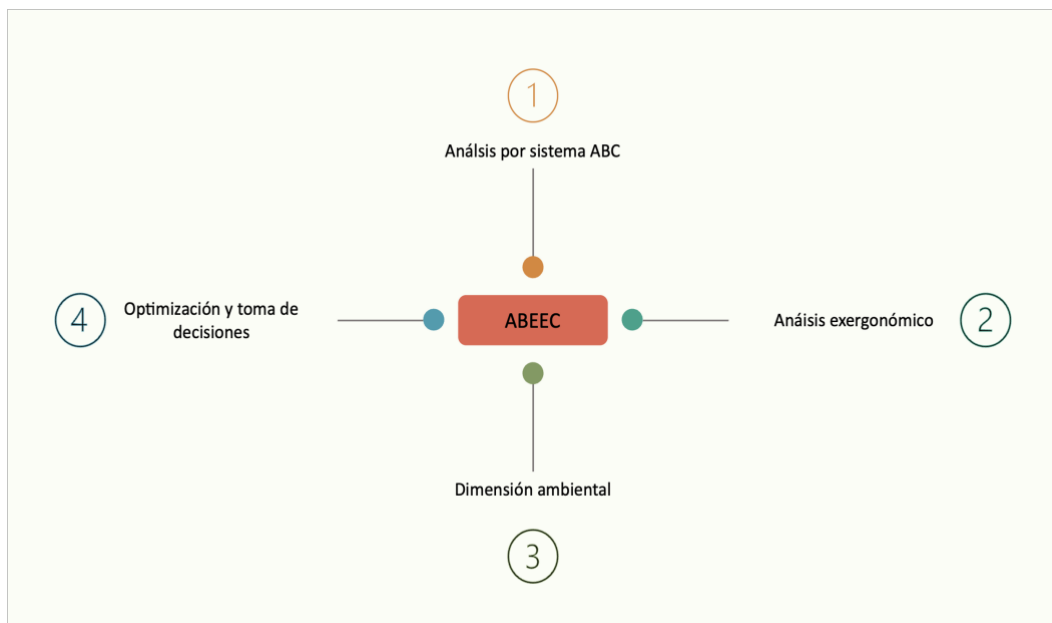 1
Análsis por sistema ABC
4
Optimización y toma de
decisiones
ABEEC
Anáisis exergonómico
2
Dimensión ambiental
3